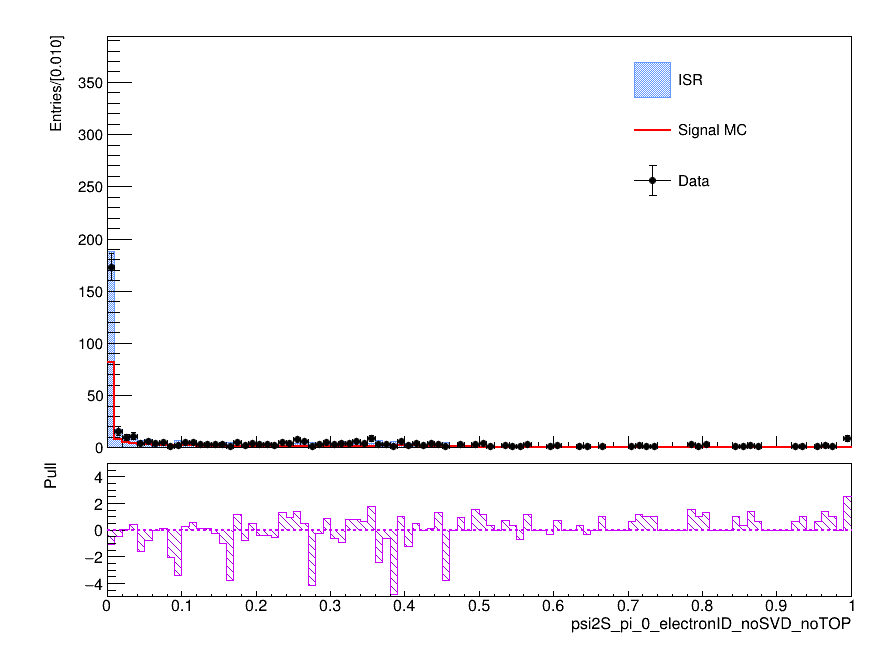 Entries/[0.010]
350
300
250
200
150
100
50
0
ISR
Signal MC
Data
Pull
4
2
0
−2
−4
0 0.1 0.2 0.3 0.4 0.5 0.6 0.7 0.8 0.9 1
psi2S_pi_0_electronID_noSVD_noTOP